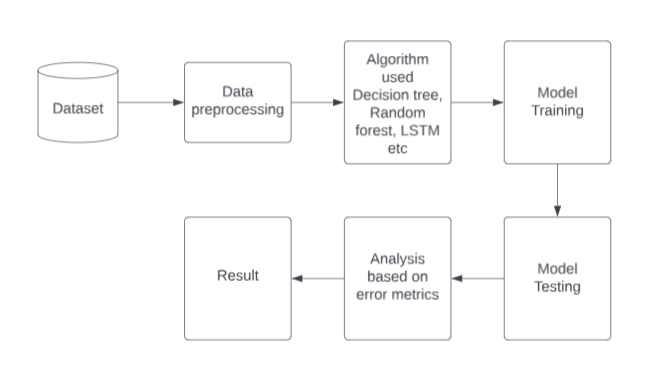 Dataset
Data
preprocessing
Algorithm
used
Decision tree,
Random
forest, LSTM
etc
Model
Training
Model
Testing
Analysis
based on
error metrics
Result